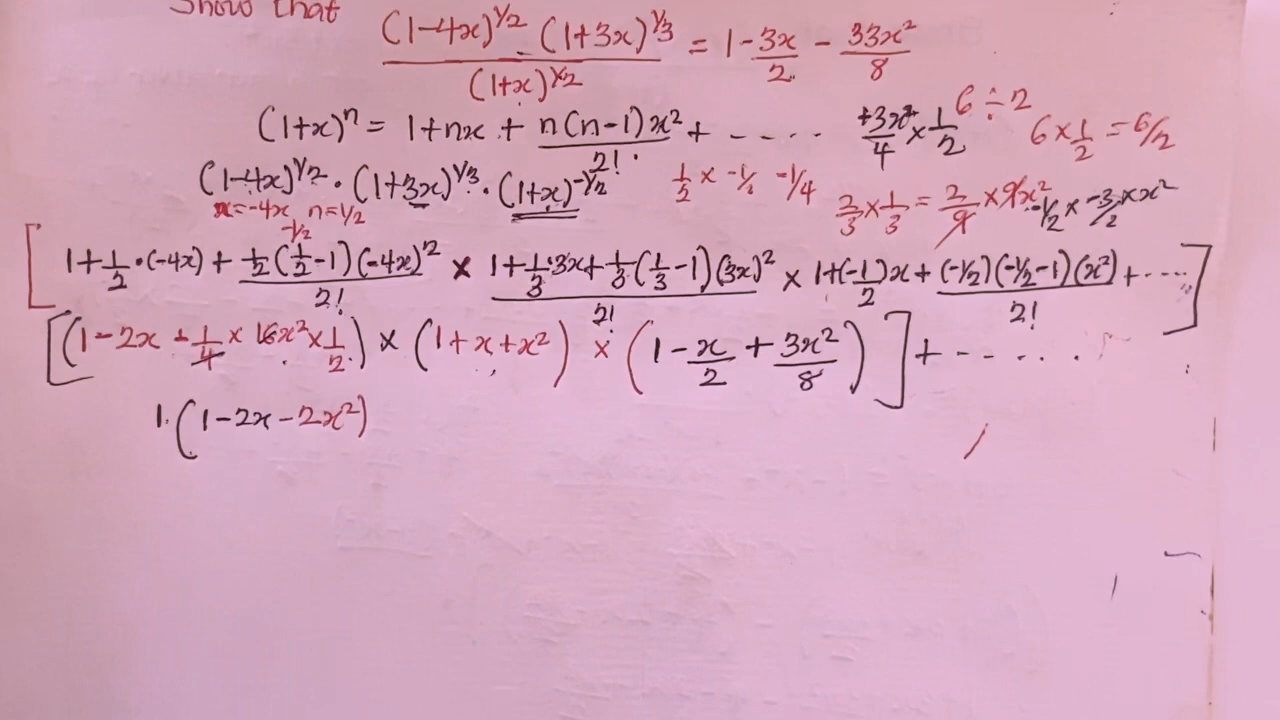 Show that
(1-4x)^1/2 - (1+3x)^1/3 / (1+x)^1/2 = 1 - 3x/2 - 33x²/8
(1+x)^n = 1+nx + n(n-1)x²/2! + - - - - · · +3x²/4 × 1/2 6 ÷ 2 6 × 1/2 = 6/2
(1-4x)^1/2 · (1+3x)^1/3 · (1+x)^-1/2 1/2 × -1/2 -1/4 2/3 × 1/3 = 2/9 × 9x² -1/2 × -3/2 × x²
x=-4x, n=1/2
-1/2
[ 1+1/2·(-4x) + 1/2(1/2-1)(-4x)²/2! × 1+1/3·3x+1/3(1/3-1)(3x)²/2! × 1+(-1/2)x + (-1/2)(-1/2-1)(x²)/2! + ····· ]
[(1-2x + 1/4 × 16x² × 1/2) × (1+x+x²) × (1 - x/2 + 3x²/8)] + - - · · · ·
1·(1-2x-2x²)